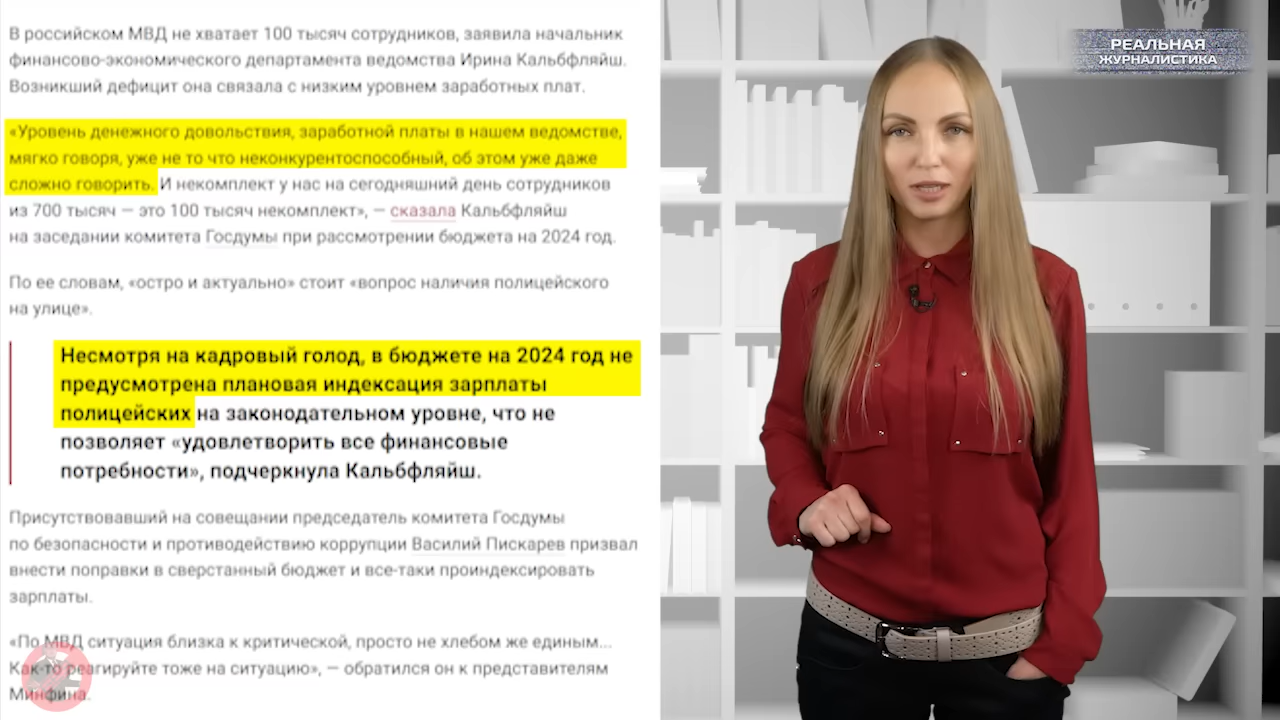 В российском МВД не хватает 100 тысяч сотрудников, заявила начальник
финансово-экономического департамента ведомства Ирина Кальбфляйш.
Возникший дефицит она связала с низким уровнем заработных плат.
«Уровень денежного довольствия, заработной платы в нашем ведомстве,
мягко говоря, уже не то что неконкурентоспособный, об этом уже даже
сложно говорить. И некомплект у нас на сегодняшний день сотрудников
из 700 тысяч — это 100 тысяч некомплект», — сказала Кальбфляйш
на заседании комитета Госдумы при рассмотрении бюджета на 2024 год.
По ее словам, «остро и актуально» стоит «вопрос наличия полицейского
на улице».
Несмотря на кадровый голод, в бюджете на 2024 год не
предусмотрена плановая индексация зарплаты
полицейских на законодательном уровне, что не
позволяет «удовлетворить все финансовые
потребности», подчеркнула Кальбфляйш.
Присутствовавший на совещании председатель комитета Госдумы
по безопасности и противодействию коррупции Василий Пискарев призвал
внести поправки в сверстанный бюджет и все-таки проиндексировать
зарплаты.
«По МВД ситуация близка к критической, просто не хлебом же единым...
Как-то реагируйте тоже на ситуацию», — обратился он к представителям
Минфина.
РЕАЛЬНАЯ
ЖУРНАЛИСТИКА